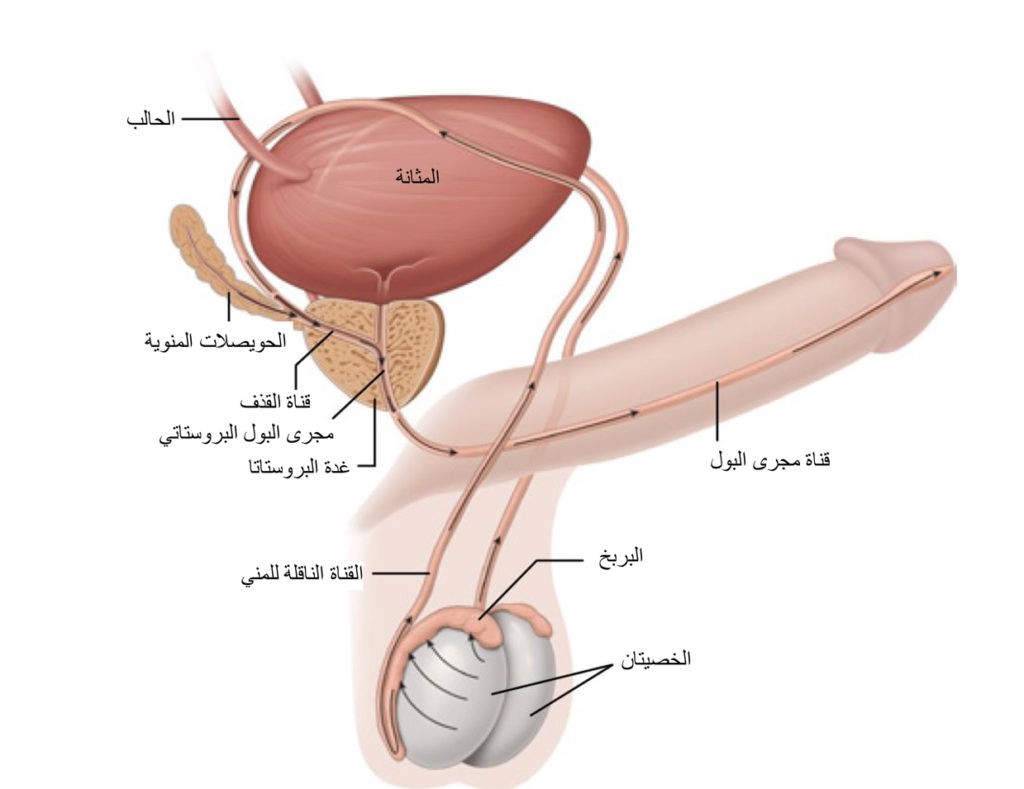 الحالب
المثانة
الحويصلات المنوية
قناة القذف
مجرى البول البروستاتي
غدة البروستاتا
قناة مجرى البول
البربخ
القناة الناقلة للمني
الخصيتان